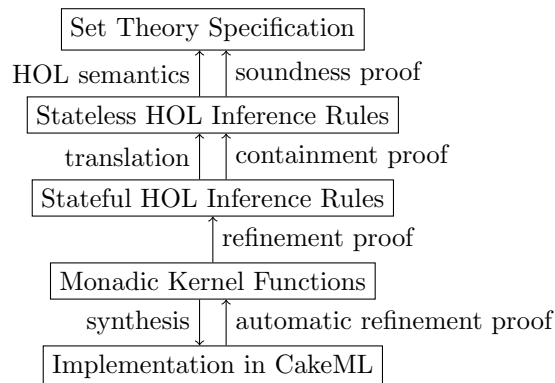 Set Theory Specification
HOL semantics soundness proof
Stateless HOL Inference Rules
translation containment proof
Stateful HOL Inference Rules
refinement proof
Monadic Kernel Functions
synthesis automatic refinement proof
Implementation in CakeML